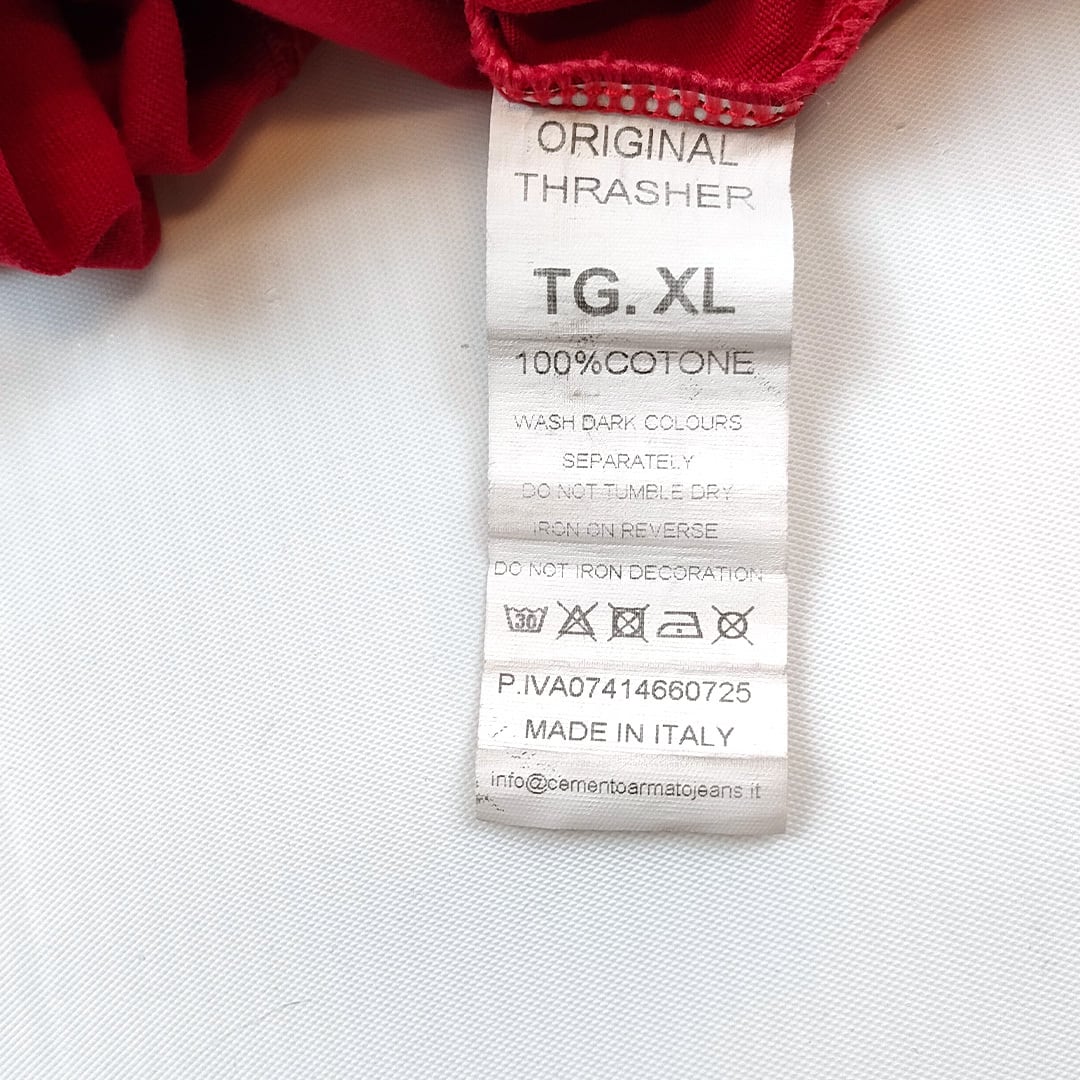 ORIGINAL
THRASHER
TG. XL
100%COTONE
WASH DARK COLOURS
SEPARATELY
DO NOT TUMBLE DRY
IRON ON REVERSE
DO NOT IRON DECORATION
30
P.IVA07414660725
MADE IN ITALY
info@cementoarmatojeans.it